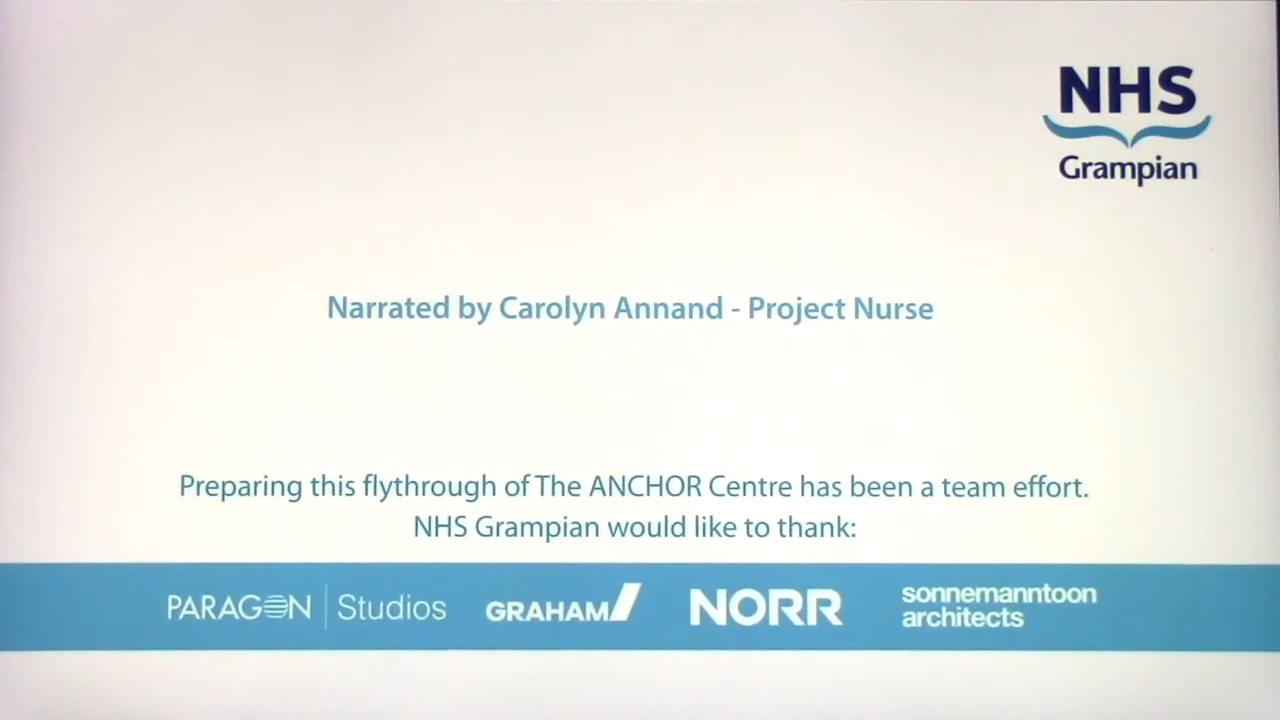 NHS
Grampian
Narrated by Carolyn Annand - Project Nurse
Preparing this flythrough of The ANCHOR Centre has been a team effort.
NHS Grampian would like to thank:
PARAGON Studios GRAHAM NORR sonnemanntoon
architects